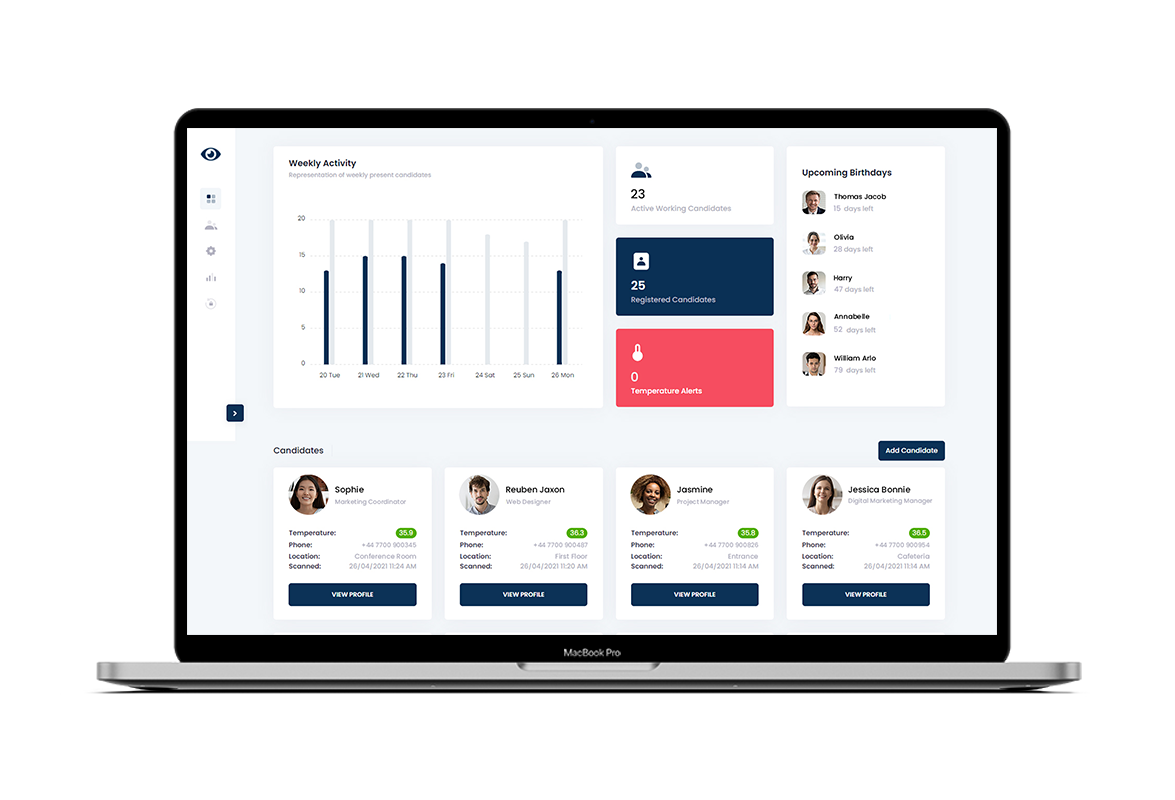 Weekly Activity
Representation of weekly present candidates
20
15
10
5
0
20 Tue 21 Wed 22 Thu 23 Fri 24 Sat 25 Sun 26 Mon
23
Active Working Candidates
25
Registered Candidates
0
Temperature Alerts
Upcoming Birthdays
Thomas Jacob
15 days left
Olivia
28 days left
Harry
47 days left
Annabelle
52 days left
William Arlo
79 days left
Candidates
Add Candidate
Sophie
Marketing Coordinator
Temperature: 35.9
Phone: +44 7700 900345
Location: Conference Room
Scanned: 26/04/2021 11:24 AM
VIEW PROFILE
Reuben Jaxon
Web Designer
Temperature: 36.3
Phone: +44 7700 900487
Location: First Floor
Scanned: 26/04/2021 11:20 AM
VIEW PROFILE
Jasmine
Project Manager
Temperature: 35.8
Phone: +44 7700 900826
Location: Entrance
Scanned: 26/04/2021 11:14 AM
VIEW PROFILE
Jessica Bonnie
Digital Marketing Manager
Temperature: 36.5
Phone: +44 7700 900954
Location: Cafeteria
Scanned: 26/04/2021 11:14 AM
VIEW PROFILE
MacBook Pro